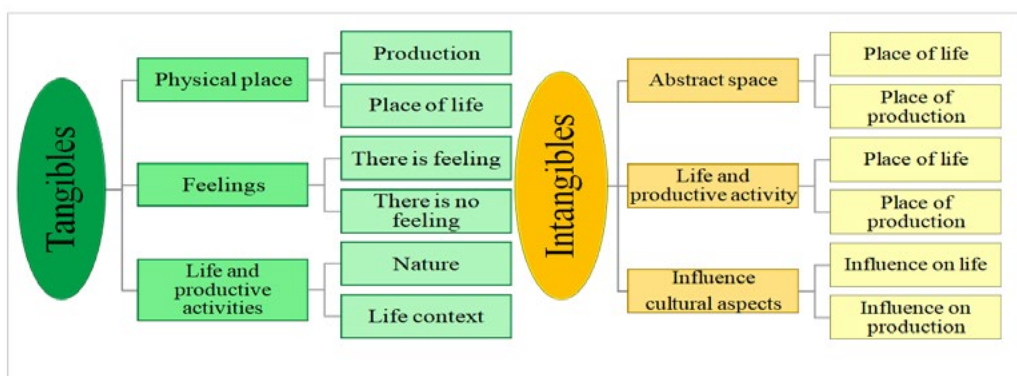 Tangibles
Physical place
Production
Place of life
Feelings
There is feeling
There is no
feeling
Life and
productive
activities
Nature
Life context
Intangibles
Abstract space
Place of life
Place of
production
Life and
productive activity
Place of life
Place of
production
Influence
cultural aspects
Influence on life
Influence on
production